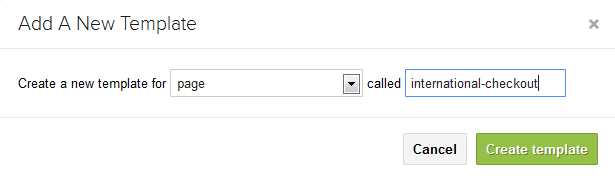 Add A New Template
Create a new template for page called international-checkout
Cancel Create template